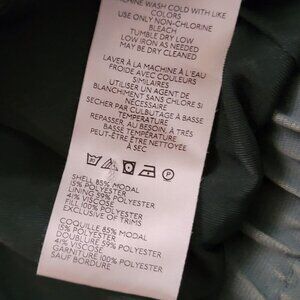 MACHINE WASH COLD WITH LIKE
COLORS
USE ONLY NON-CHLORINE
BLEACH
TUMBLE DRY LOW
LOW IRON AS NEEDED
MAY BE DRY CLEANED
LAVER À LA MACHINE À L'EAU
FROIDE AVEC COULEURS
SIMILAIRES
UTILISER UN AGENT DE
BLANCHIMENT SANS CHLORE SI
NÉCESSAIRE
SECHER PAR CULBUTAGE À BASSE
TEMPÉRATURE
REPASSER, AU BESOIN, À TRÈS
BASSE TEMPÉRATURE
PEUT-ÊTRE ÊTRE NETTOYÉE
À SEC
SHELL 85% MODAL
15% POLYESTER
LINING 59% POLYESTER
41% VISCOSE
FILL 100% POLYESTER
EXCLUSIVE OF TRIMS
COQUILLE 85% MODAL
15% POLYESTER
DOUBLURE 59% POLYESTER
41% VISCOSE
GARNITURE 100% POLYESTER
SAUF BORDURE